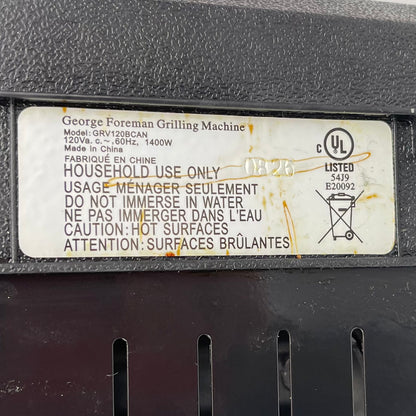 George Foreman Grilling Machine
Model: GRV120BCAN
120Va. c.~,60Hz, 1400W
Made in China
FABRIQUÉ EN CHINE
HOUSEHOLD USE ONLY 0826
USAGE MÉNAGER SEULEMENT
DO NOT IMMERSE IN WATER
NE PAS IMMERGER DANS L'EAU
CAUTION: HOT SURFACES
ATTENTION: SURFACES BRÛLANTES
C UL
LISTED
54J9
E20092